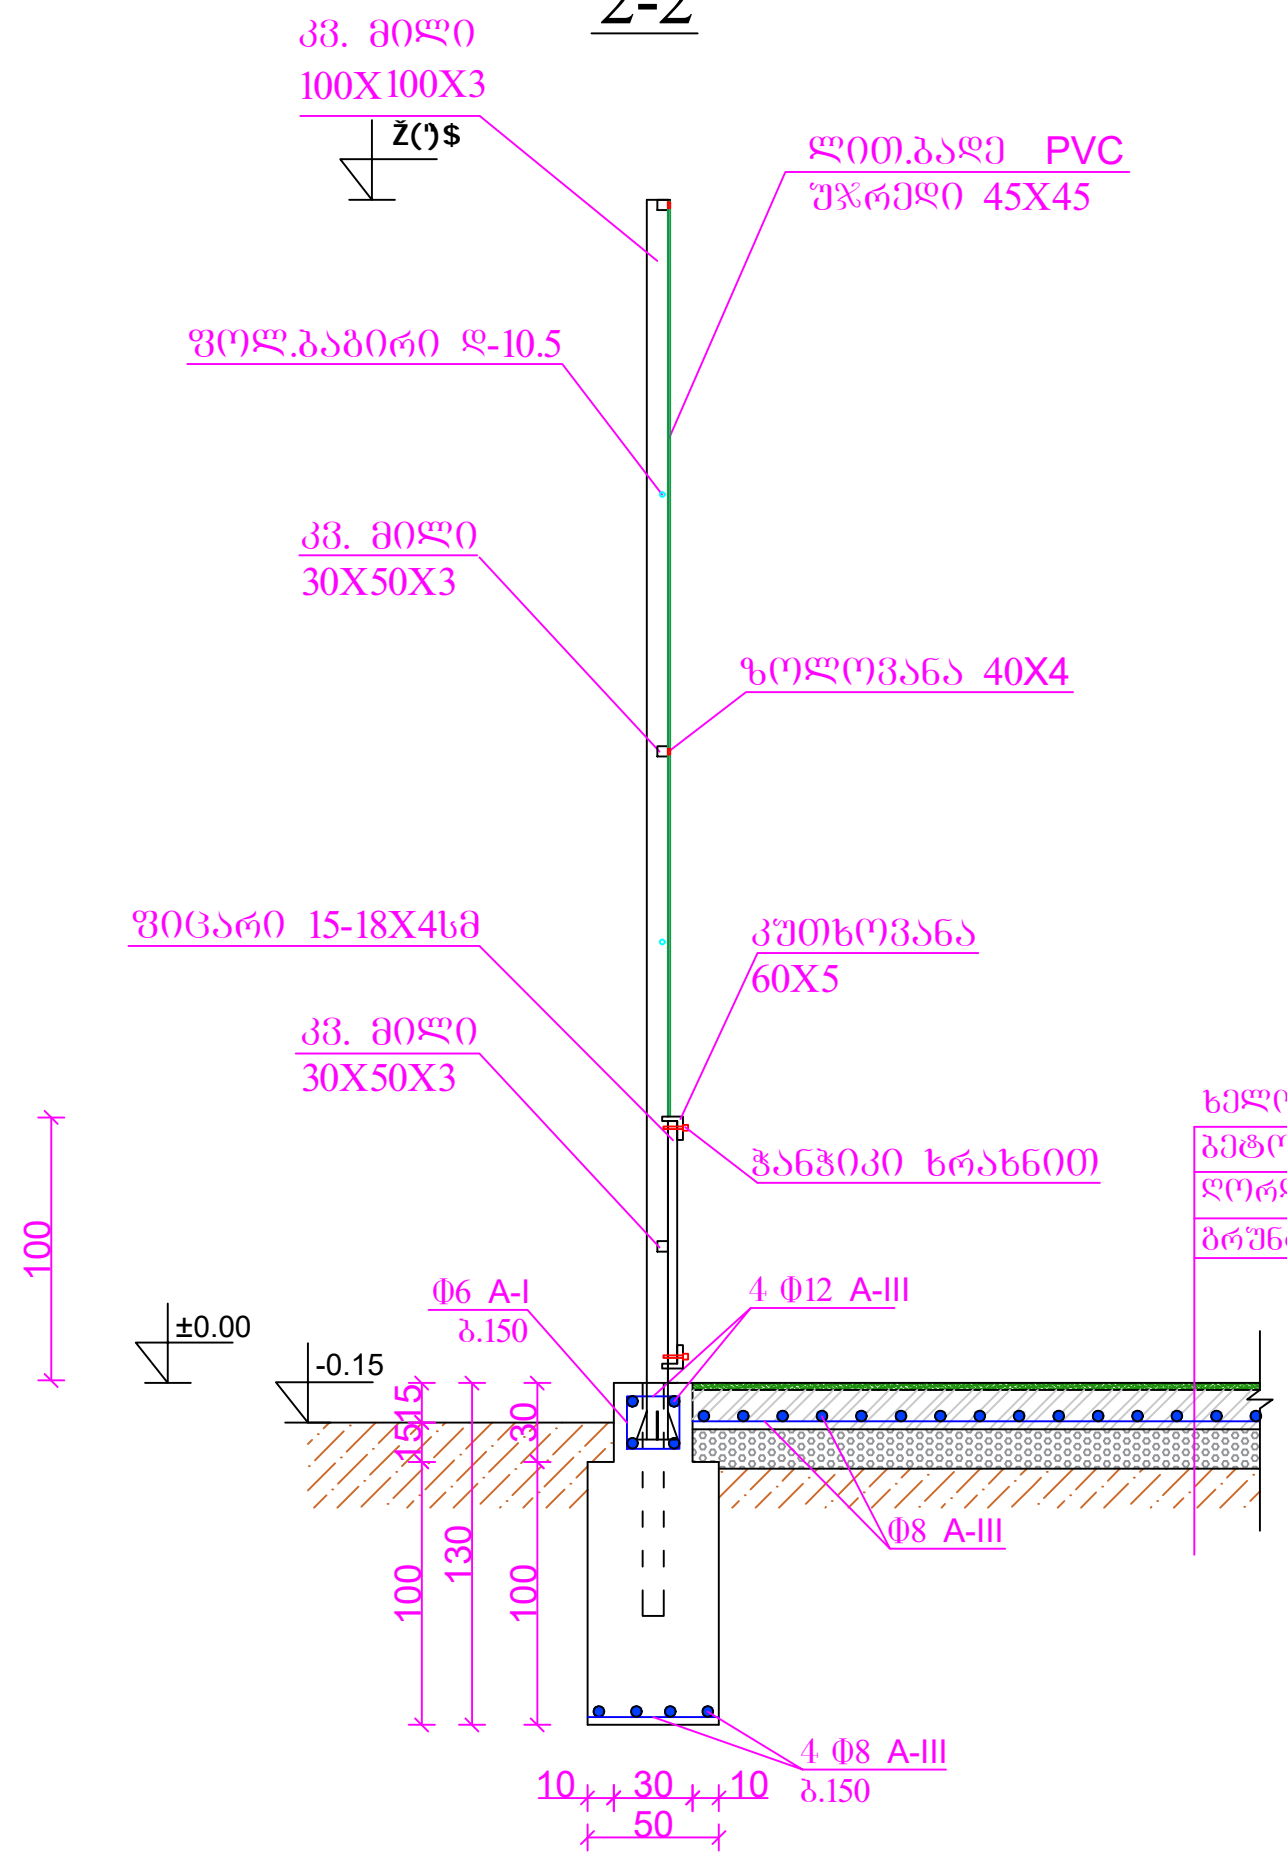 2-2
კვ. მილი
100X100X3
Ž(')$
ლით.ბადე PVC
უჯრედი 45X45
ფოლ.ბაგირი დ-10.5
კვ. მილი
30X50X3
ზოლოვანა 40X4
ფიცარი 15-18X4სმ
კუთხოვანა
60X5
კვ. მილი
30X50X3
ჭანჭიკი ხრახნით
100
Φ6 A-I
ბ.150
4 Φ12 A-III
±0.00
-0.15
15
15
30
100
130
100
Φ8 A-III
4 Φ8 A-III
ბ.150
10 30 10
50